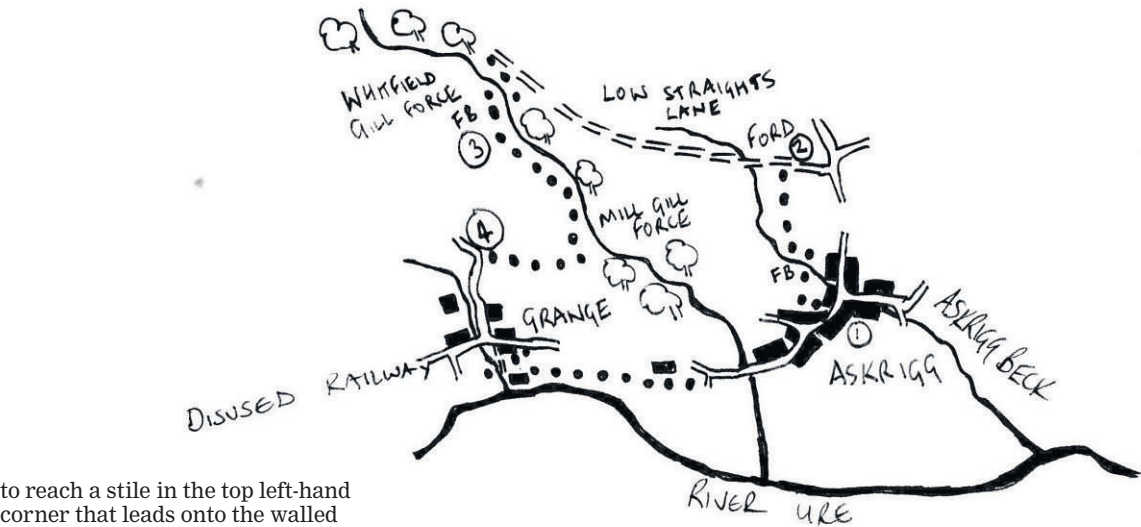 WHITFIELD
GILL FORCE
FB
3
LOW STRAIGHTS
LANE
FORD
2
MILL GILL
FORCE
4
FB
GRANGE
1
ASKRIGG
ASKRIGG BECK
DISUSED RAILWAY
RIVER URE
to reach a stile in the top left-hand
corner that leads onto the walled